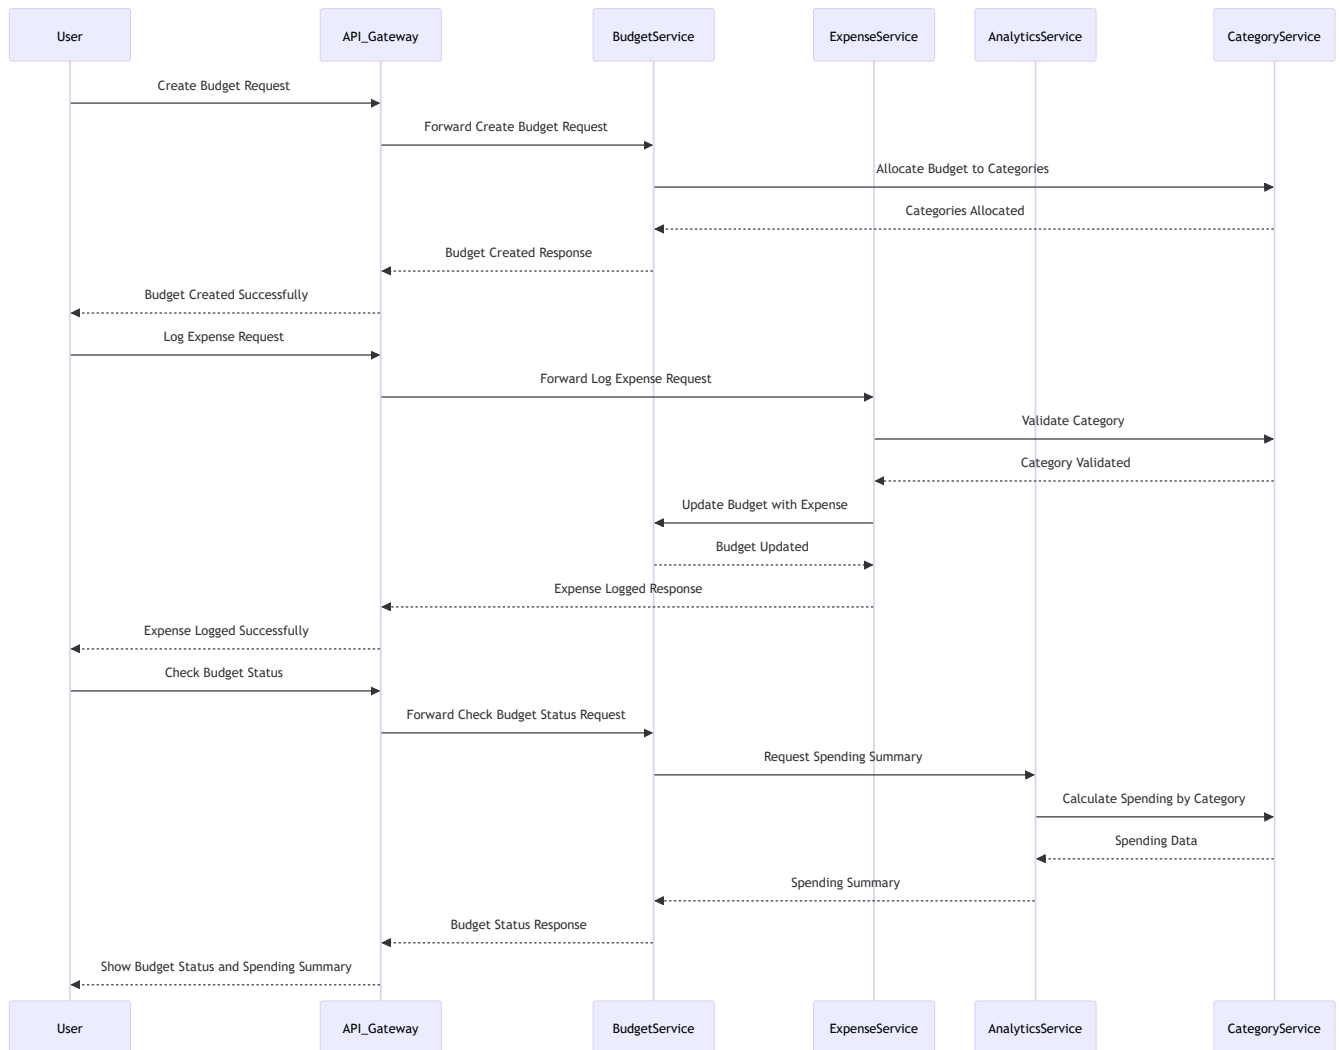 User
API_Gateway
BudgetService
ExpenseService
AnalyticsService
CategoryService
Create Budget Request
Forward Create Budget Request
Allocate Budget to Categories
Categories Allocated
Budget Created Response
Budget Created Successfully
Log Expense Request
Forward Log Expense Request
Validate Category
Category Validated
Update Budget with Expense
Budget Updated
Expense Logged Response
Expense Logged Successfully
Check Budget Status
Forward Check Budget Status Request
Request Spending Summary
Calculate Spending by Category
Spending Data
Spending Summary
Budget Status Response
Show Budget Status and Spending Summary
User
API_Gateway
BudgetService
ExpenseService
AnalyticsService
CategoryService